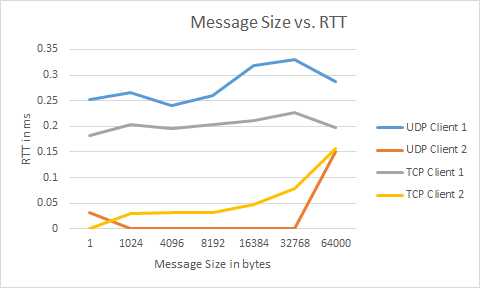 Message Size vs. RTT
0.35
0.3
0.25
0.2
0.15
0.1
0.05
0
RTT in ms
1 1024 4096 8192 16384 32768 64000
Message Size in bytes
UDP Client 1
UDP Client 2
TCP Client 1
TCP Client 2